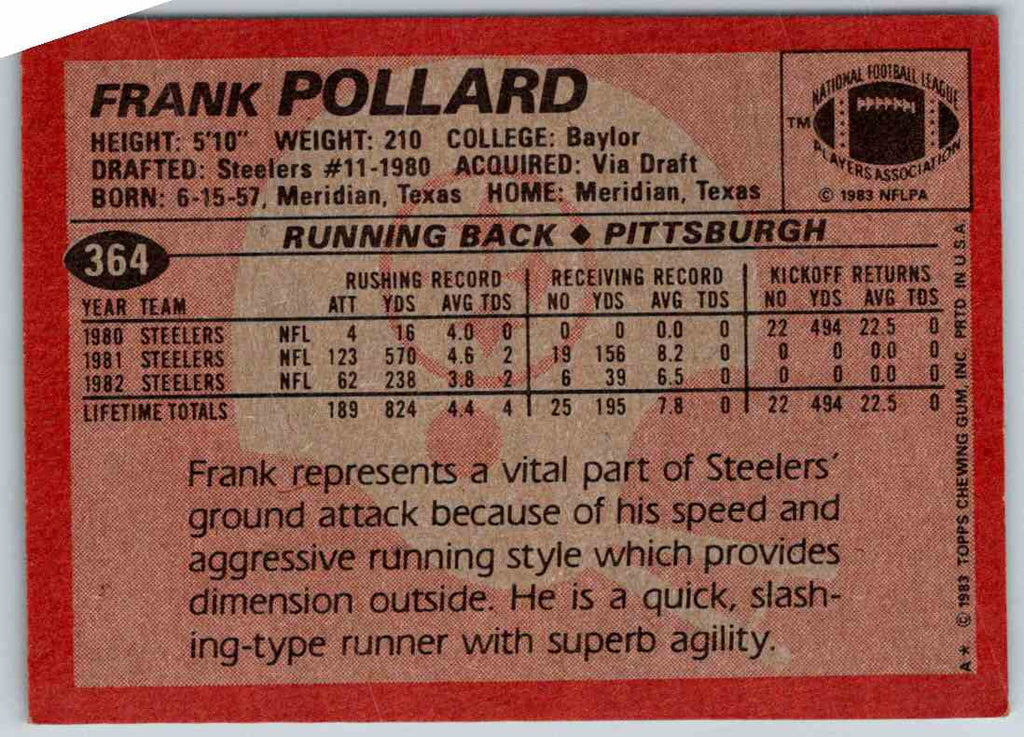 FRANK POLLARD
HEIGHT: 5'10" WEIGHT: 210 COLLEGE: Baylor
DRAFTED: Steelers #11-1980 ACQUIRED: Via Draft
BORN: 6-15-57, Meridian, Texas HOME: Meridian, Texas
NATIONAL FOOTBALL LEAGUE
TM
PLAYERS ASSOCIATION
© 1983 NFLPA
364
RUNNING BACK ◆ PITTSBURGH
RUSHING RECORD RECEIVING RECORD KICKOFF RETURNS
YEAR TEAM ATT YDS AVG TDS NO YDS AVG TDS NO YDS AVG TDS
1980 STEELERS NFL 4 16 4.0 0 0 0 0.0 0 22 494 22.5 0
1981 STEELERS NFL 123 570 4.6 2 19 156 8.2 0 0 0 0.0 0
1982 STEELERS NFL 62 238 3.8 2 6 39 6.5 0 0 0 0.0 0
LIFETIME TOTALS 189 824 4.4 4 25 195 7.8 0 22 494 22.5 0
Frank represents a vital part of Steelers'
ground attack because of his speed and
aggressive running style which provides
dimension outside. He is a quick, slash-
ing-type runner with superb agility.
A* © 1983 TOPPS CHEWING GUM, INC. PRTD IN U.S.A.